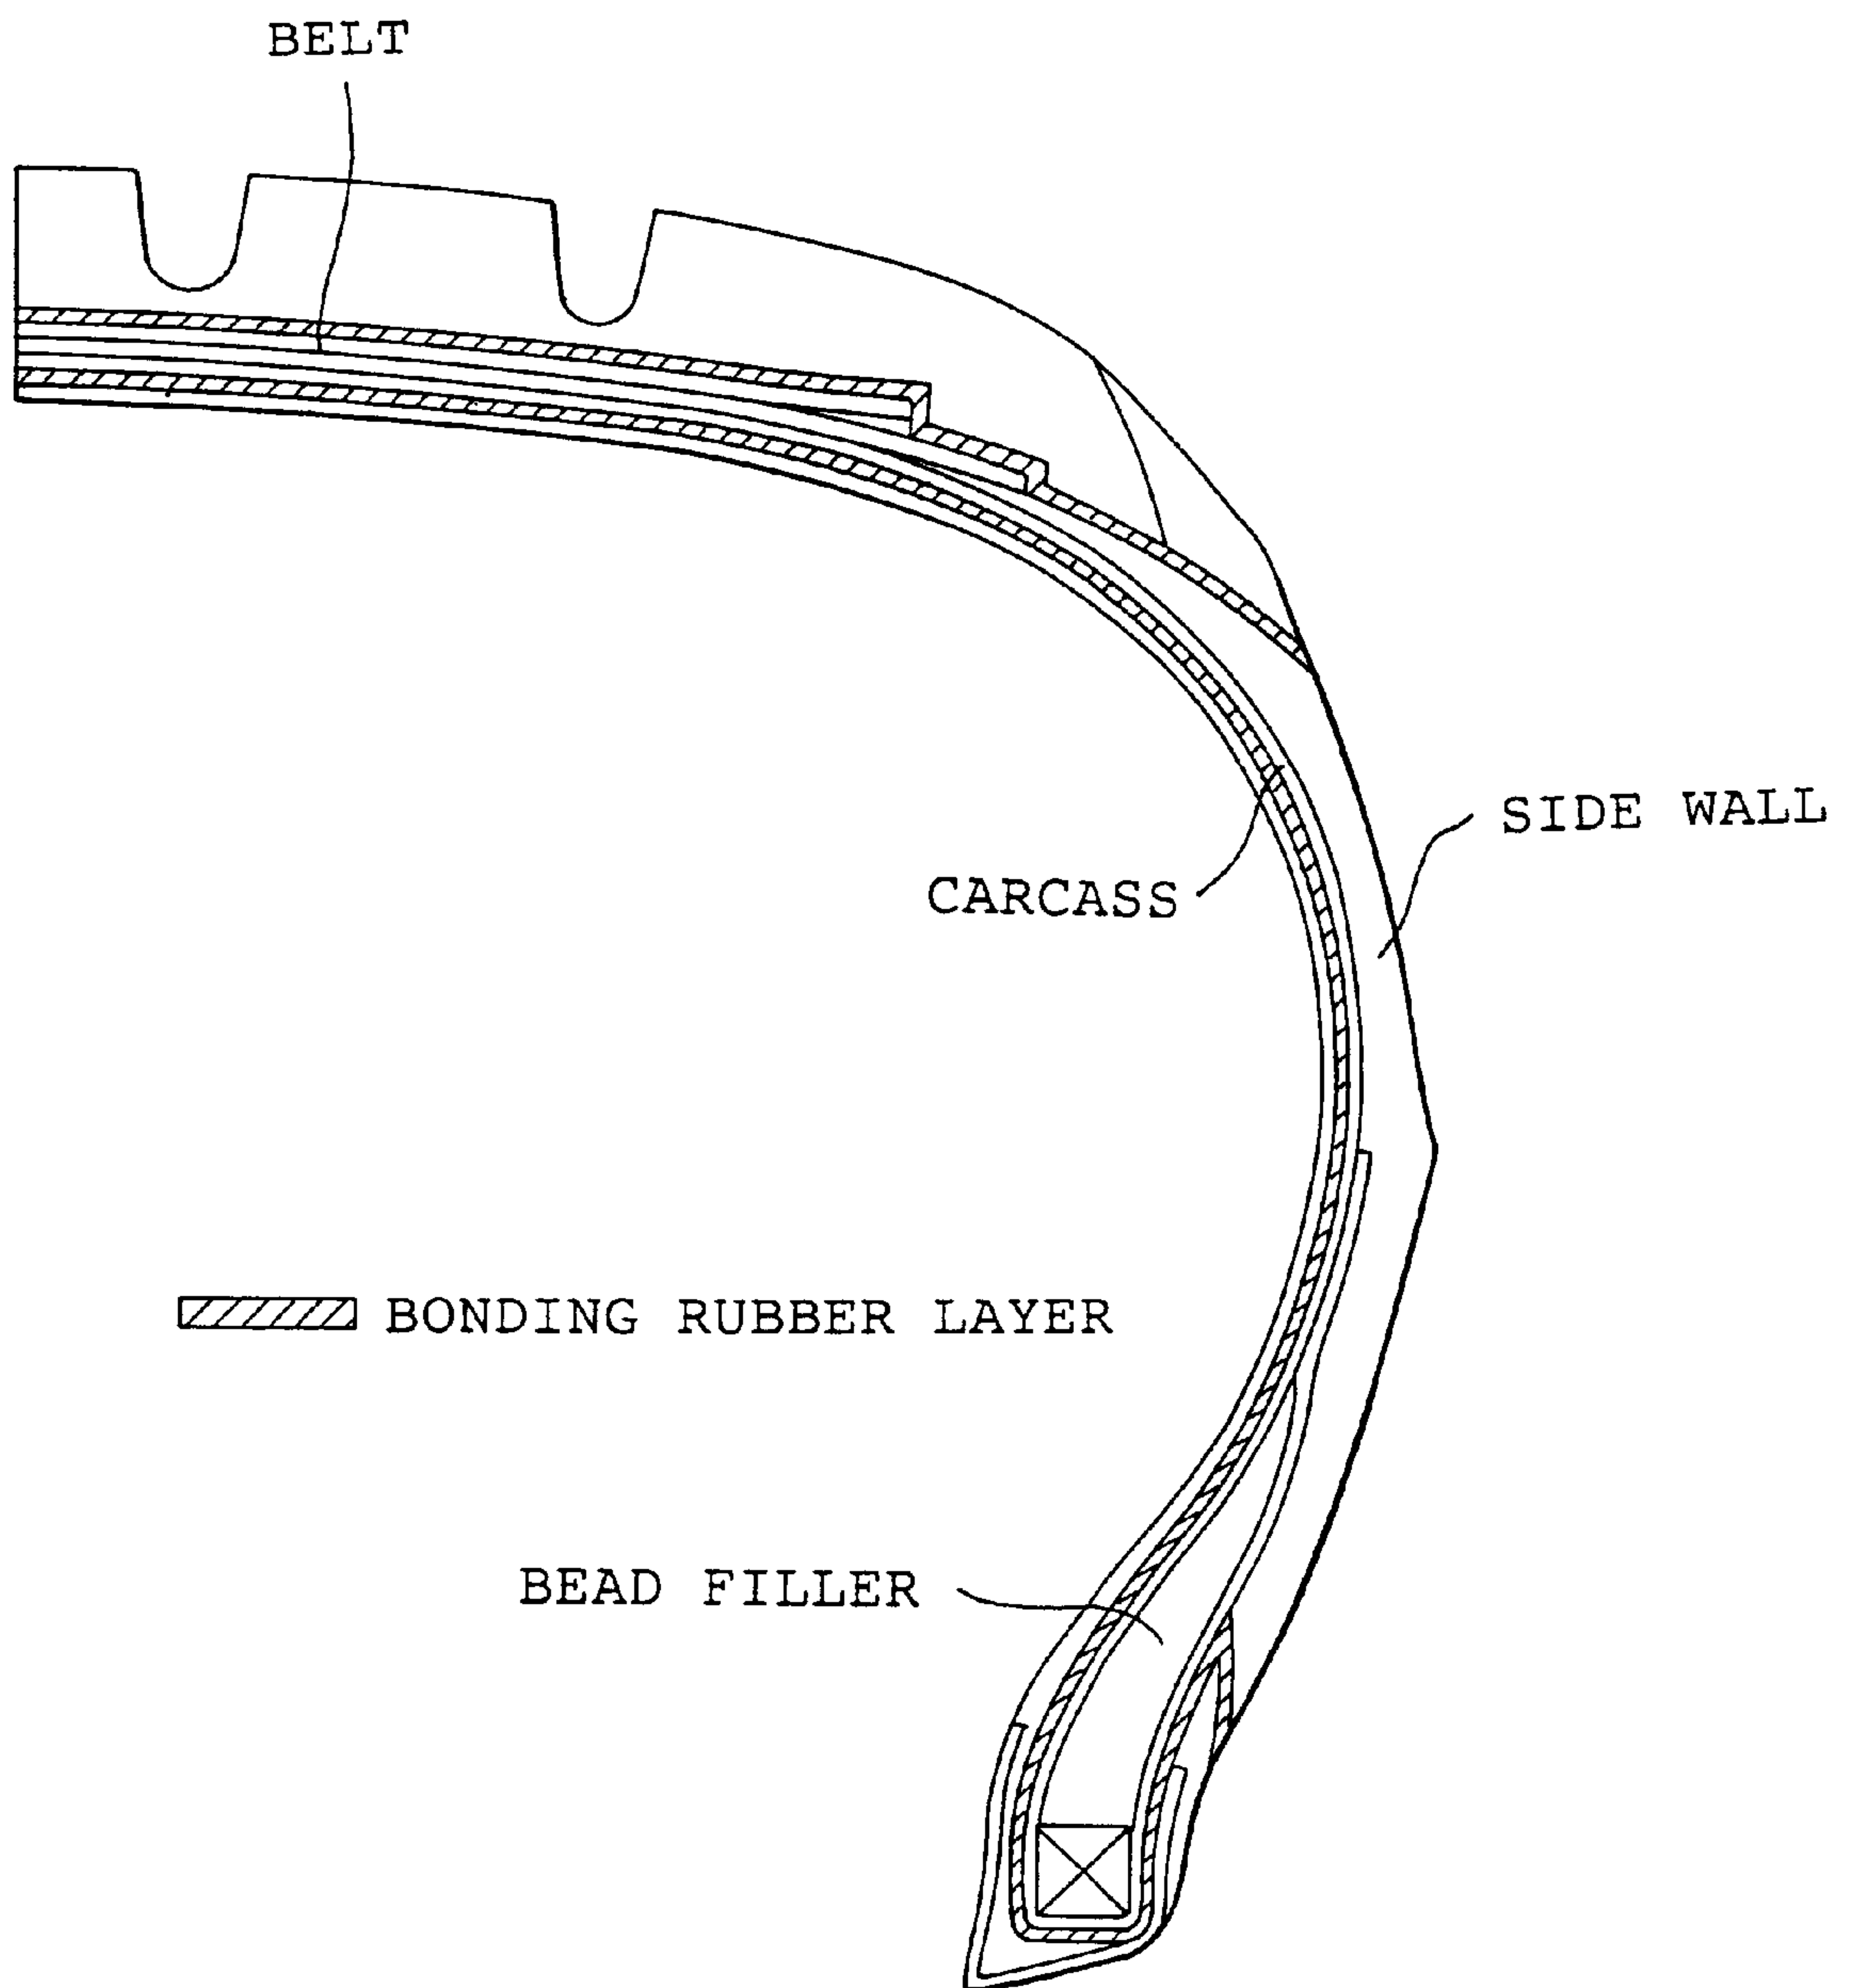 BELT
SIDE WALL
CARCASS
BONDING RUBBER LAYER
BEAD FILLER